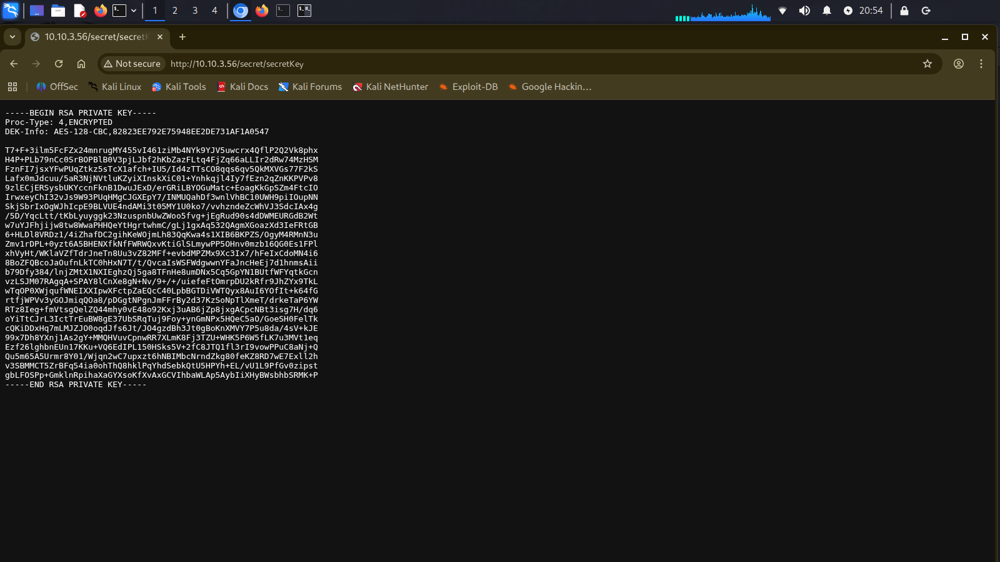 1 2 3 4 20:54
10.10.3.56/secret/secretK
Not secure http://10.10.3.56/secret/secretKey
OffSec Kali Linux Kali Tools Kali Docs Kali Forums Kali NetHunter Exploit-DB Google Hackin...
-----BEGIN RSA PRIVATE KEY-----
Proc-Type: 4,ENCRYPTED
DEK-Info: AES-128-CBC,82823EE792E75948EE2DE731AF1A0547
T7+F+3ilm5FcFZx24mnrugMY455vI461ziMb4NYk9YJV5uwcrx4QflP2Q2Vk8phx
H4P+PLb79nCc0SrBOPBlB0V3pjLJbf2hKbZazFLtq4FjZq66aLLIr2dRw74MzHSM
FznFI7jsxYFwPUqZtkz5sTcX1afch+IU5/Id4zTTsCO8qqs6qv5QkMXVGs77F2kS
Lafx0mJdcuu/5aR3NjNVtluKZyiXInskXiC01+Ynhkqjl4Iy7fEzn2qZnKKPVPv8
9zlECjERSysbUKYccnFknB1DwuJExD/erGRiLBYOGuMatc+EoagKkGpSZm4FtcIO
IrwxeyChI32vJs9W93PUqHMgCJGXEpY7/INMUQahDf3wnlVhBC10UWH9piIOupNN
SkjSbrIxOgWJhIcpE9BLVUE4ndAMi3t05MY1U0ko7/vvhzndeZcWhVJ3SdcIAx4g
/5D/YqcLtt/tKbLyuyggk23NzuspnbUwZWoo5fvg+jEgRud90s4dDWMEURGdB2Wt
w7uYJFhjijw8tw8WwaPHHQeYtHgrtwhmC/gLj1gxAq532QAgmXGoazXd3IeFRtGB
6+HLDl8VRDz1/4iZhafDC2gihKeWOjmLh83QqKwa4s1XIB6BKPZS/OgyM4RMnN3u
Zmv1rDPL+0yzt6A5BHENXfkNfFWRWQxvKtiGlSLmywPP5OHnv0mzb16QG0Es1FPl
xhVyHt/WKlaVZfTdrJneTn8Uu3vZ82MFf+evbdMPZMx9Xc3Ix7/hFeIxCdoMN4i6
8BoZFQBcoJaOufnLkTC0hHxN7T/t/QvcaIsWSFWdgwwnYFaJncHeEj7d1hnmsAii
b79Dfy384/lnjZMtX1NXIEghzQj5ga8TFnHe8umDNx5Cq5GpYN1BUtfWFYqtkGcn
vzLSJM07RAgqA+SPAY8lCnXe8gN+Nv/9+/+/uiefeFtOmrpDU2kRfr9JhZYx9TkL
wTqOP0XWjqufWNEIXXIpwXFctpZaEQcC40LpbBGTDiVWTQyx8AuI6YOfIt+k64fG
rtfjWPVv3yGOJmiqQOa8/pDGgtNPgnJmFFrBy2d37KzSoNpTlXmeT/drkeTaP6YW
RTz8Ieg+fmVtsgQelZQ44mhy0vE48o92Kxj3uAB6jZp8jxgACpcNBt3isg7H/dq6
oYiTtCJrL3IctTrEuBW8gE37UbSRqTuj9Foy+ynGmNPx5HQeC5aO/GoeSH0FelTk
cQKiDDxHq7mLMJZJO0oqdJfs6Jt/JO4gzdBh3Jt0gBoKnXMVY7P5u8da/4sV+kJE
99x7Dh8YXnj1As2gY+MMQHVuvCpnwRR7XLmK8Fj3TZU+WHK5P6W5fLK7u3MVt1eq
Ezf26lghbnEUn17KKu+VQ6EdIPL150HSks5V+2fC8JTQ1fl3rI9vowPPuC8aNj+Q
Qu5m65A5Urmr8Y01/Wjqn2wC7upxzt6hNBIMbcNrndZkg80feKZ8RD7wE7Exll2h
v3SBMMCT5ZrBFq54ia0ohThQ8hklPqYhdSebkQtU5HPYh+EL/vU1L9PfGv0zipst
gbLFOSPp+GmklnRpihaXaGYXsoKfXvAxGCVIhbaWLAp5AybIiXHyBWsbhbSRMK+P
-----END RSA PRIVATE KEY-----